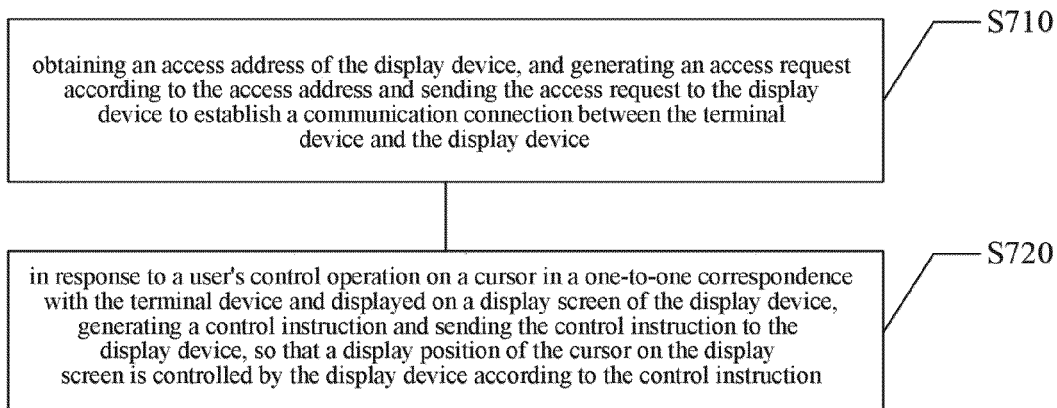 S710
obtaining an access address of the display device, and generating an access request
according to the access address and sending the access request to the display
device to establish a communication connection between the terminal
device and the display device
S720
in response to a user's control operation on a cursor in a one-to-one correspondence
with the terminal device and displayed on a display screen of the display device,
generating a control instruction and sending the control instruction to the
display device, so that a display position of the cursor on the display
screen is controlled by the display device according to the control instruction